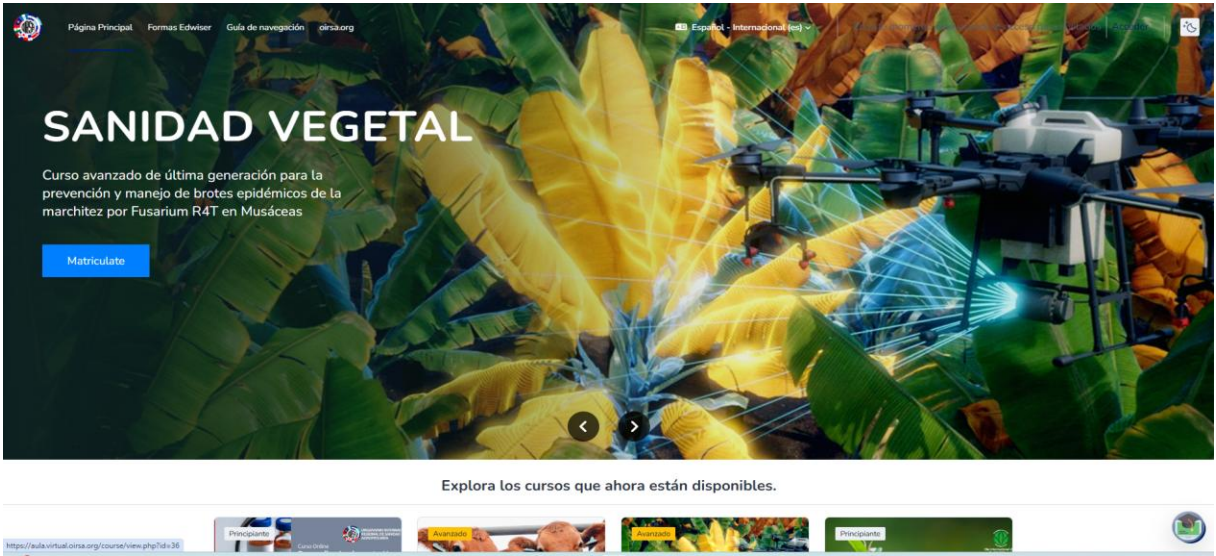 Página Principal Formas Edwiser Guía de navegación oirsa.org Español - Internacional (es)
SANIDAD VEGETAL
Curso avanzado de última generación para la
prevención y manejo de brotes epidémicos de la
marchitez por Fusarium R4T en Musáceas
Matriculate
Explora los cursos que ahora están disponibles.
Principiante Avanzado Avanzado Principiante
Curso Online
https://aula.virtual.oirsa.org/course/view.php?id=36